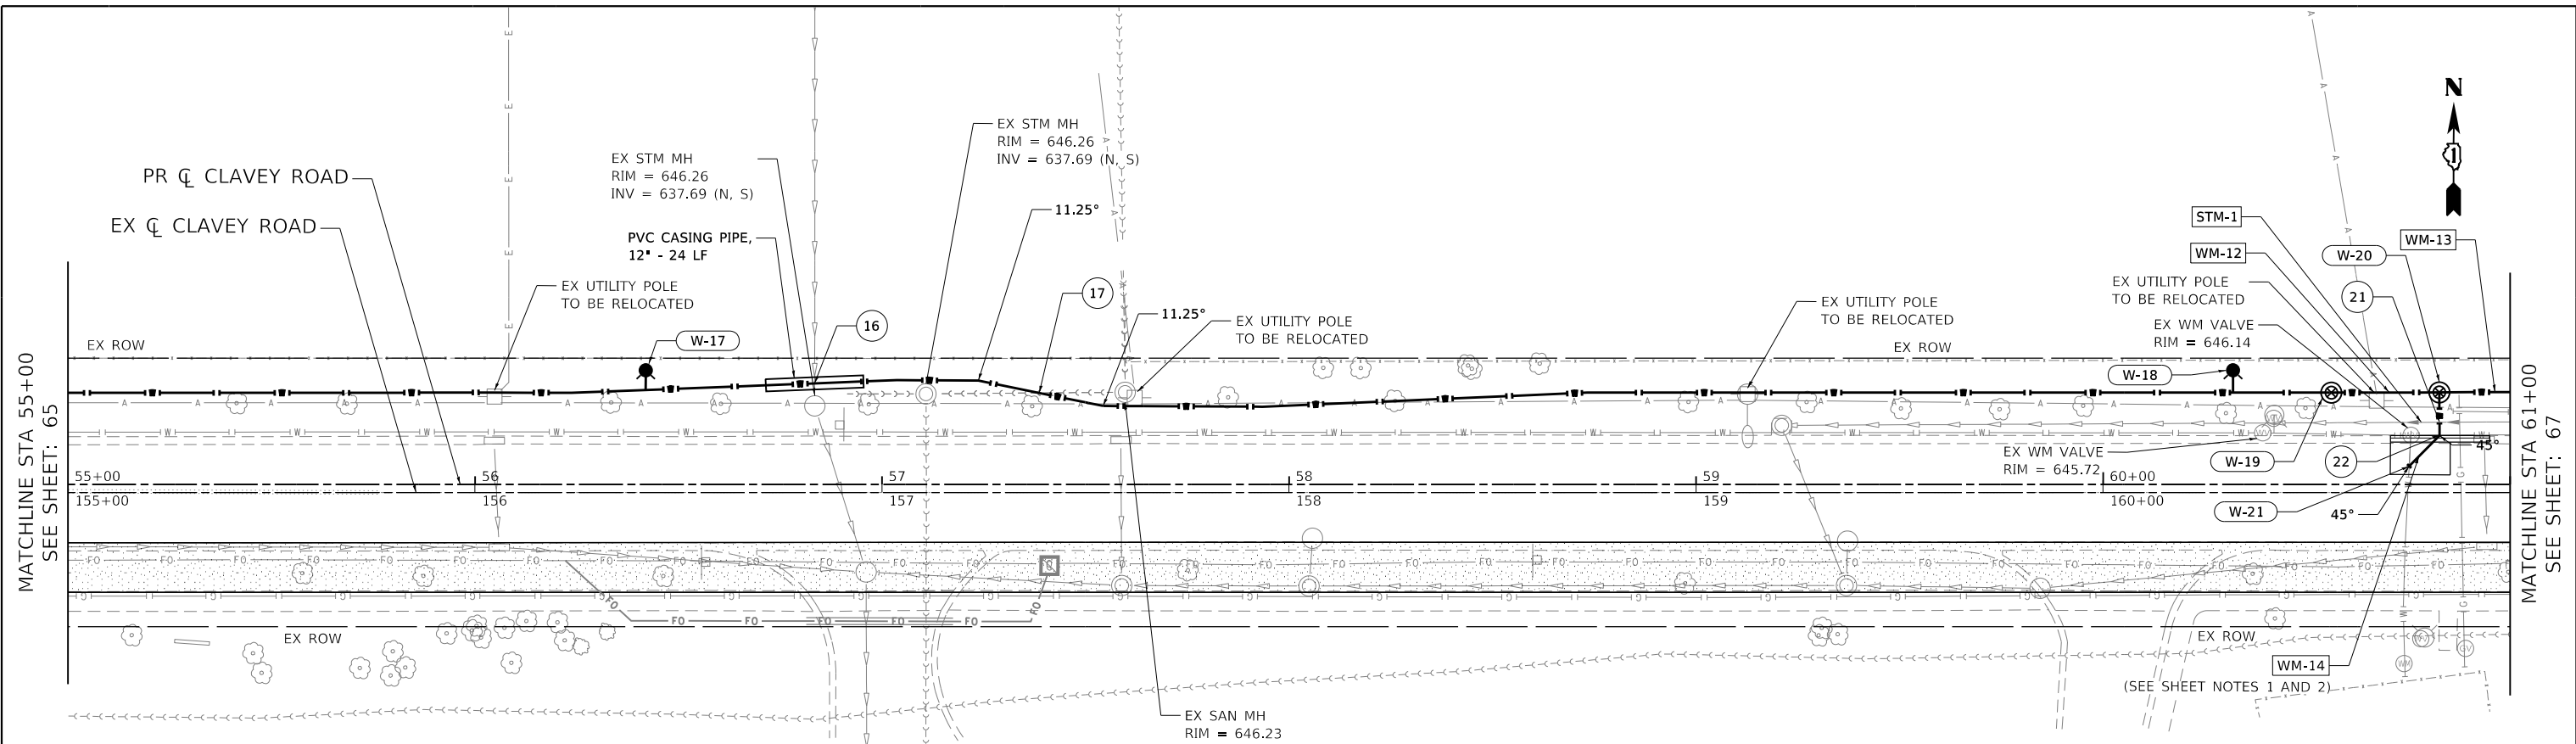 N
1
STM-1
WM-13
WM-12
W-20
EX STM MH
RIM = 646.26
INV = 637.69 (N, S)
EX STM MH
RIM = 646.26
INV = 637.69 (N, S)
PR ℄ CLAVEY ROAD
EX ℄ CLAVEY ROAD
11.25°
PVC CASING PIPE,
12" - 24 LF
EX UTILITY POLE
TO BE RELOCATED
17
16
W-17
11.25°
EX UTILITY POLE
TO BE RELOCATED
EX UTILITY POLE
TO BE RELOCATED
EX UTILITY POLE
TO BE RELOCATED
21
EX WM VALVE
RIM = 646.14
W-18
EX ROW
EX ROW
MATCHLINE STA 55+00
SEE SHEET: 65
MATCHLINE STA 61+00
SEE SHEET: 67
EX WM VALVE
RIM = 645.72
W-19
22
45°
W-21
45°
55+00
56
57
58
59
60+00
155+00
156
157
158
159
160+00
EX ROW
EX ROW
WM-14
(SEE SHEET NOTES 1 AND 2)
EX SAN MH
RIM = 646.23